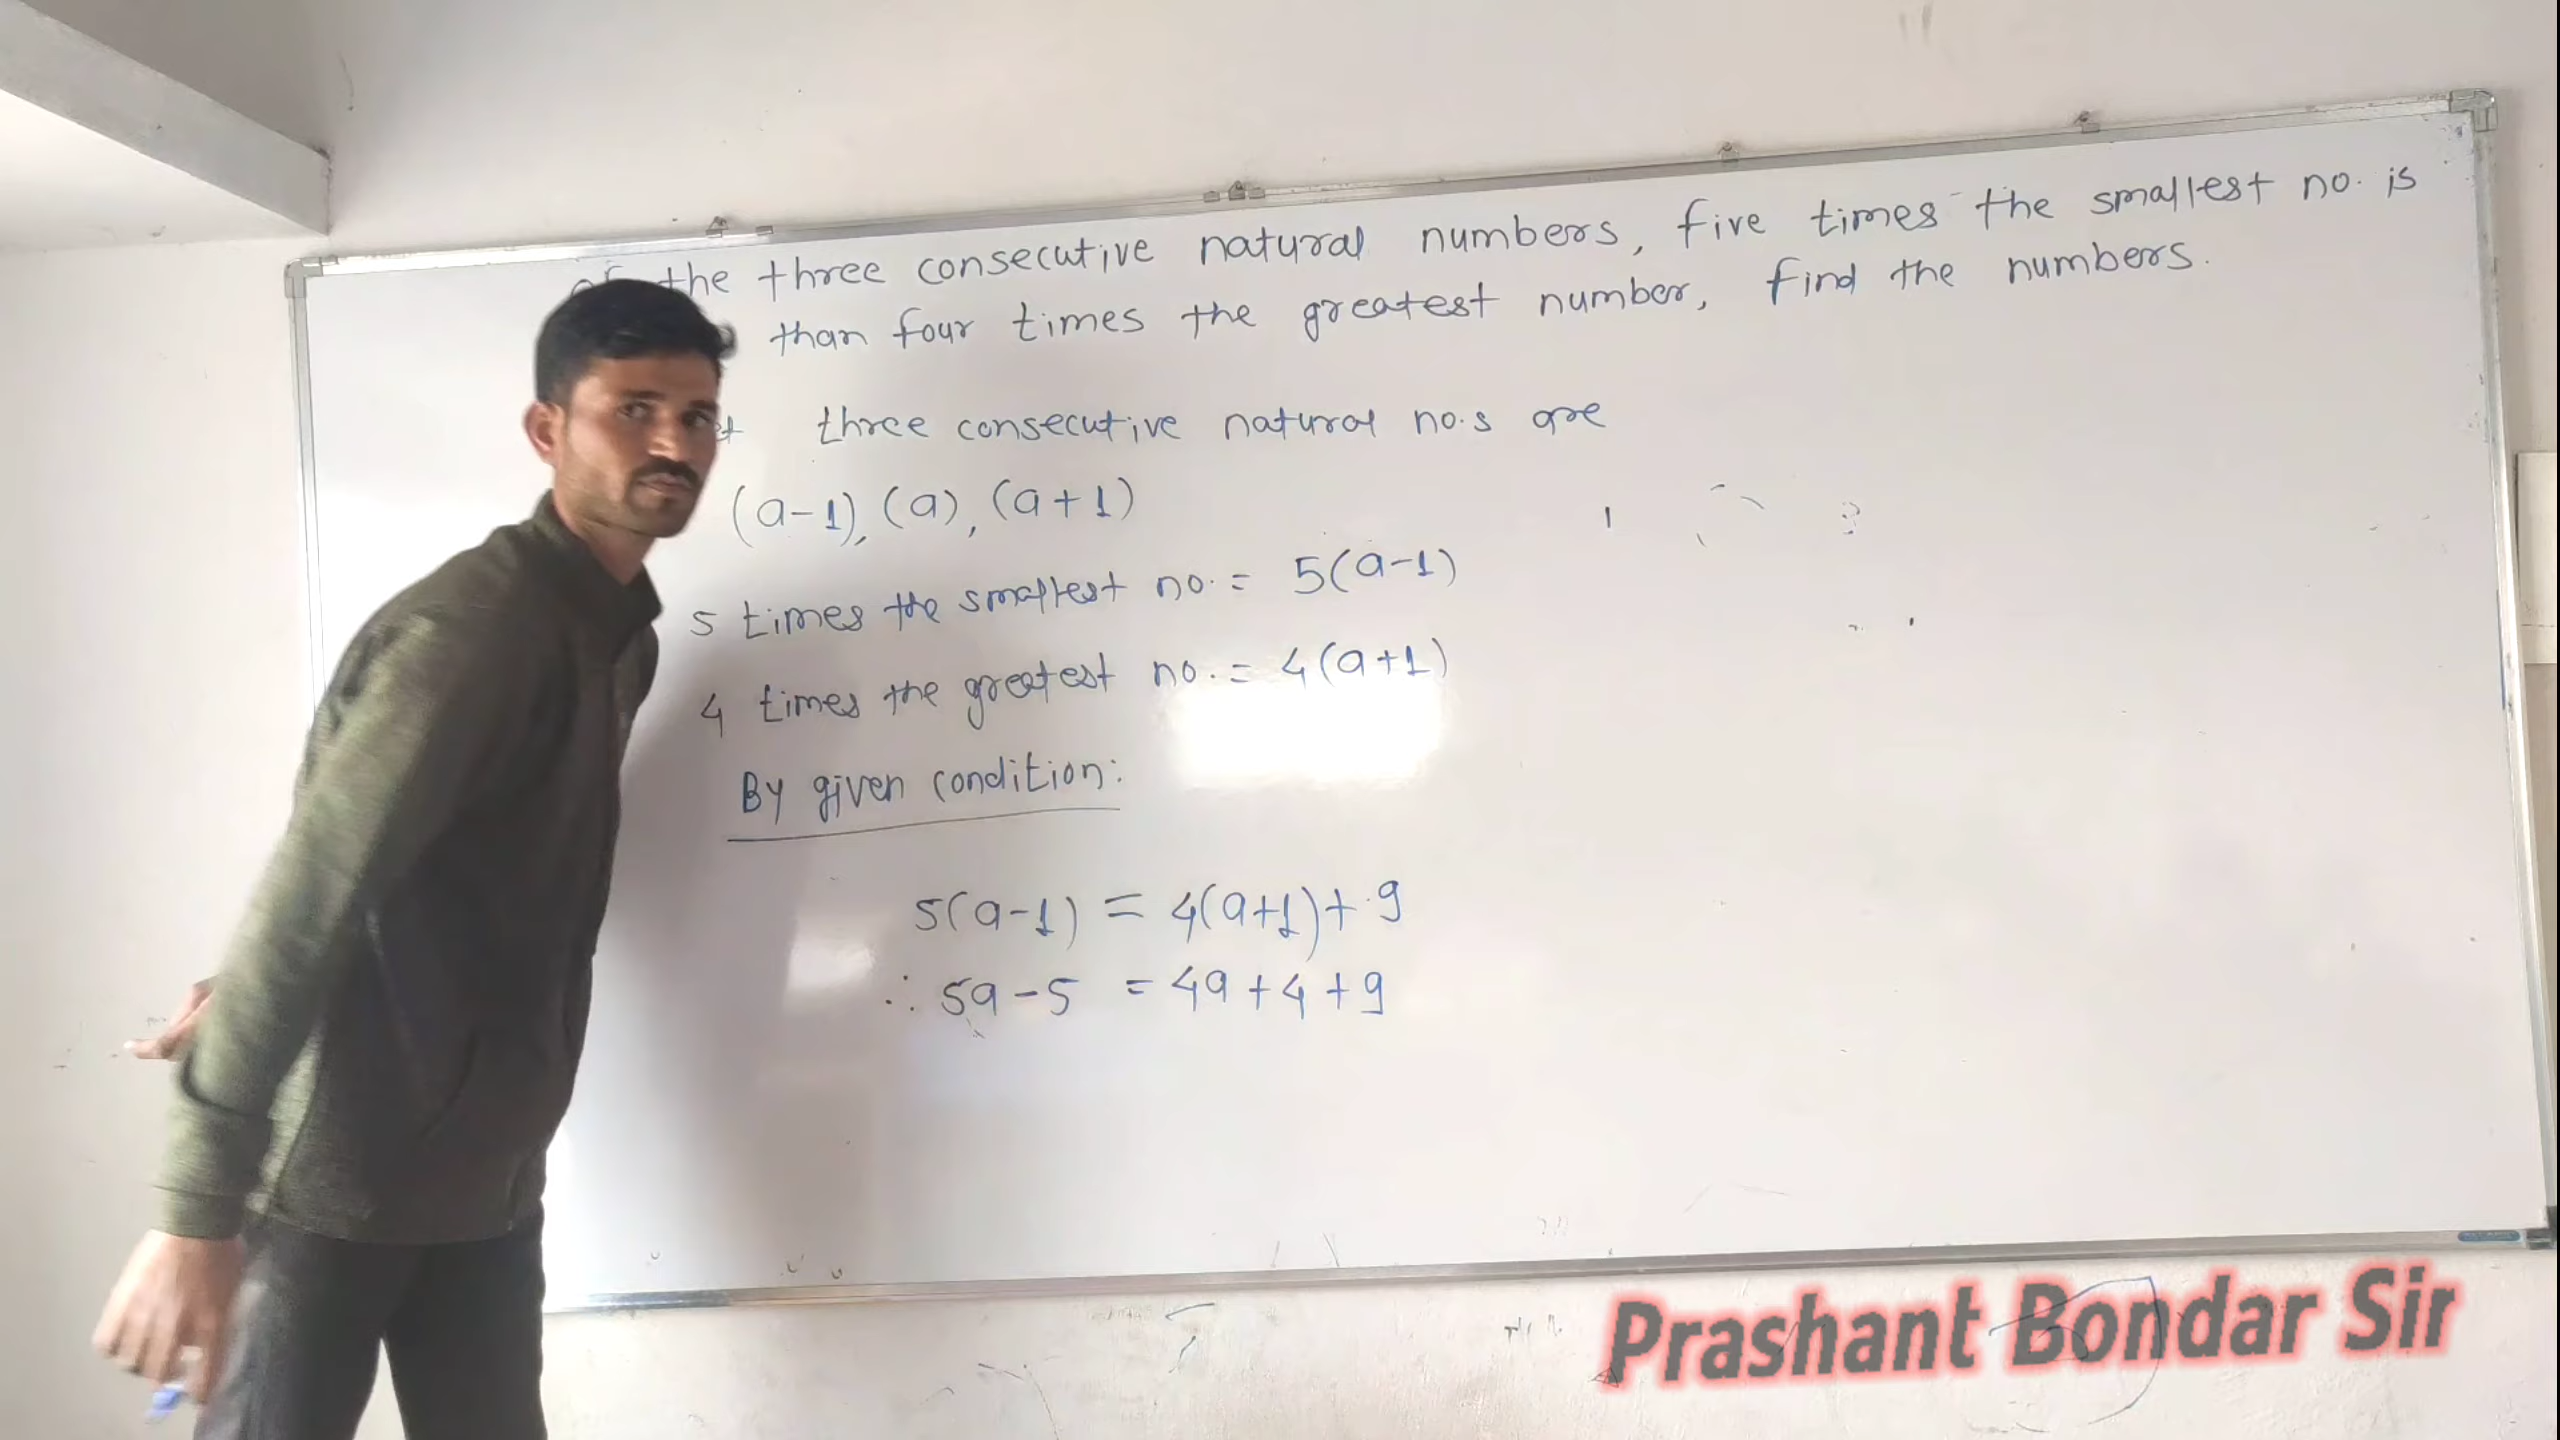 the three consecutive natural numbers, five times the smallest no. is
than four times the greatest number, find the numbers.
three consecutive natural no.s are
(a-1), (a), (a+1)
5 times the smallest no. = 5(a-1)
4 times the greatest no. = 4(a+1)
By given condition:
5(a-1) = 4(a+1)+9
∴ 5a-5 = 4a+4+9
Prashant Bondar Sir